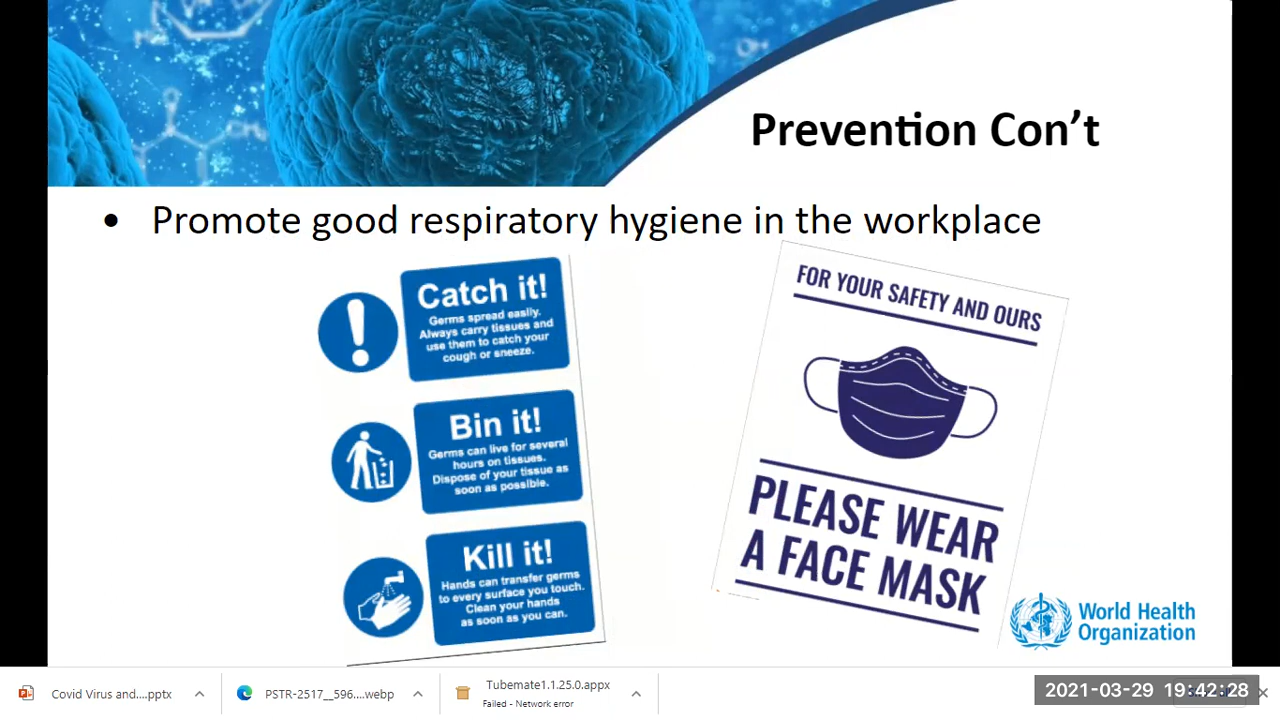 Prevention Con't
• Promote good respiratory hygiene in the workplace
Catch it!
Germs spread easily.
Always carry tissues and
use them to catch your
cough or sneeze.
Bin it!
Germs can live for several
hours on tissues.
Dispose of your tissue as
soon as possible.
Kill it!
Hands can transfer germs
to every surface you touch.
Clean your hands
as soon as you can.
FOR YOUR SAFETY AND OURS
PLEASE WEAR
A FACE MASK
World Health
Organization
Covid Virus and....pptx
PSTR-2517__596....webp
Tubemate1.1.25.0.appx
Failed - Network error
2021-03-29 19:42:28